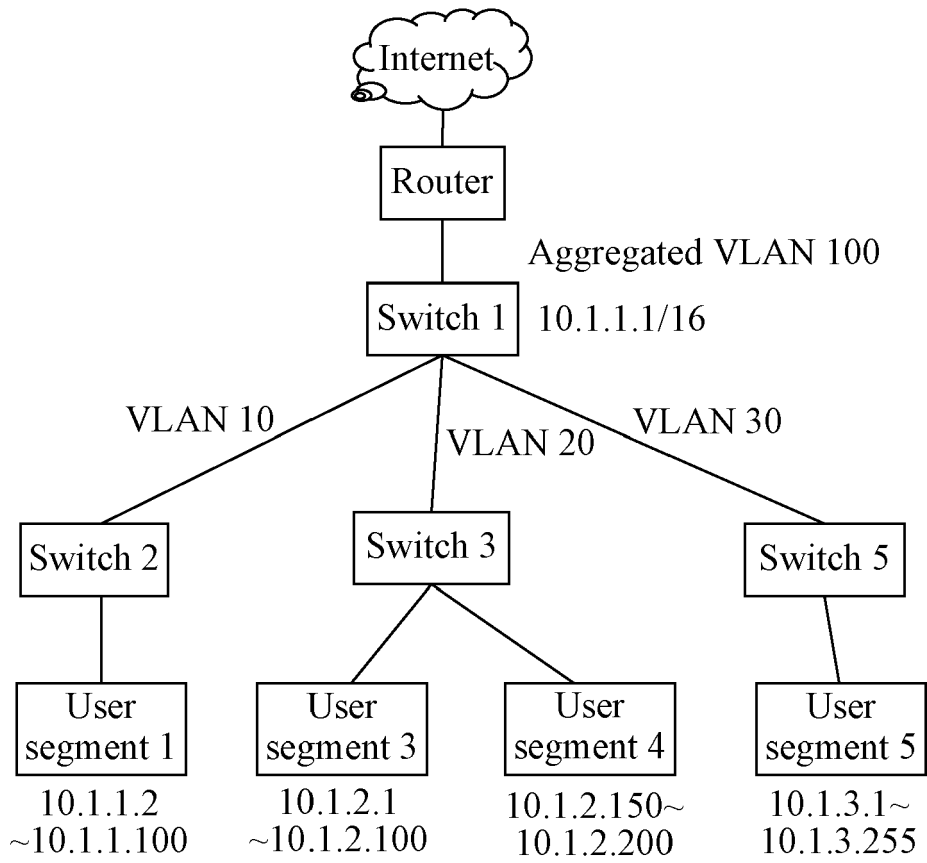 Internet
Router
Aggregated VLAN 100
Switch 1
10.1.1.1/16
VLAN 10
VLAN 20
VLAN 30
Switch 2
Switch 3
Switch 5
User
segment 1
User
segment 3
User
segment 4
User
segment 5
10.1.1.2
~10.1.1.100
10.1.2.1
~10.1.2.100
10.1.2.150~
10.1.2.200
10.1.3.1~
10.1.3.255